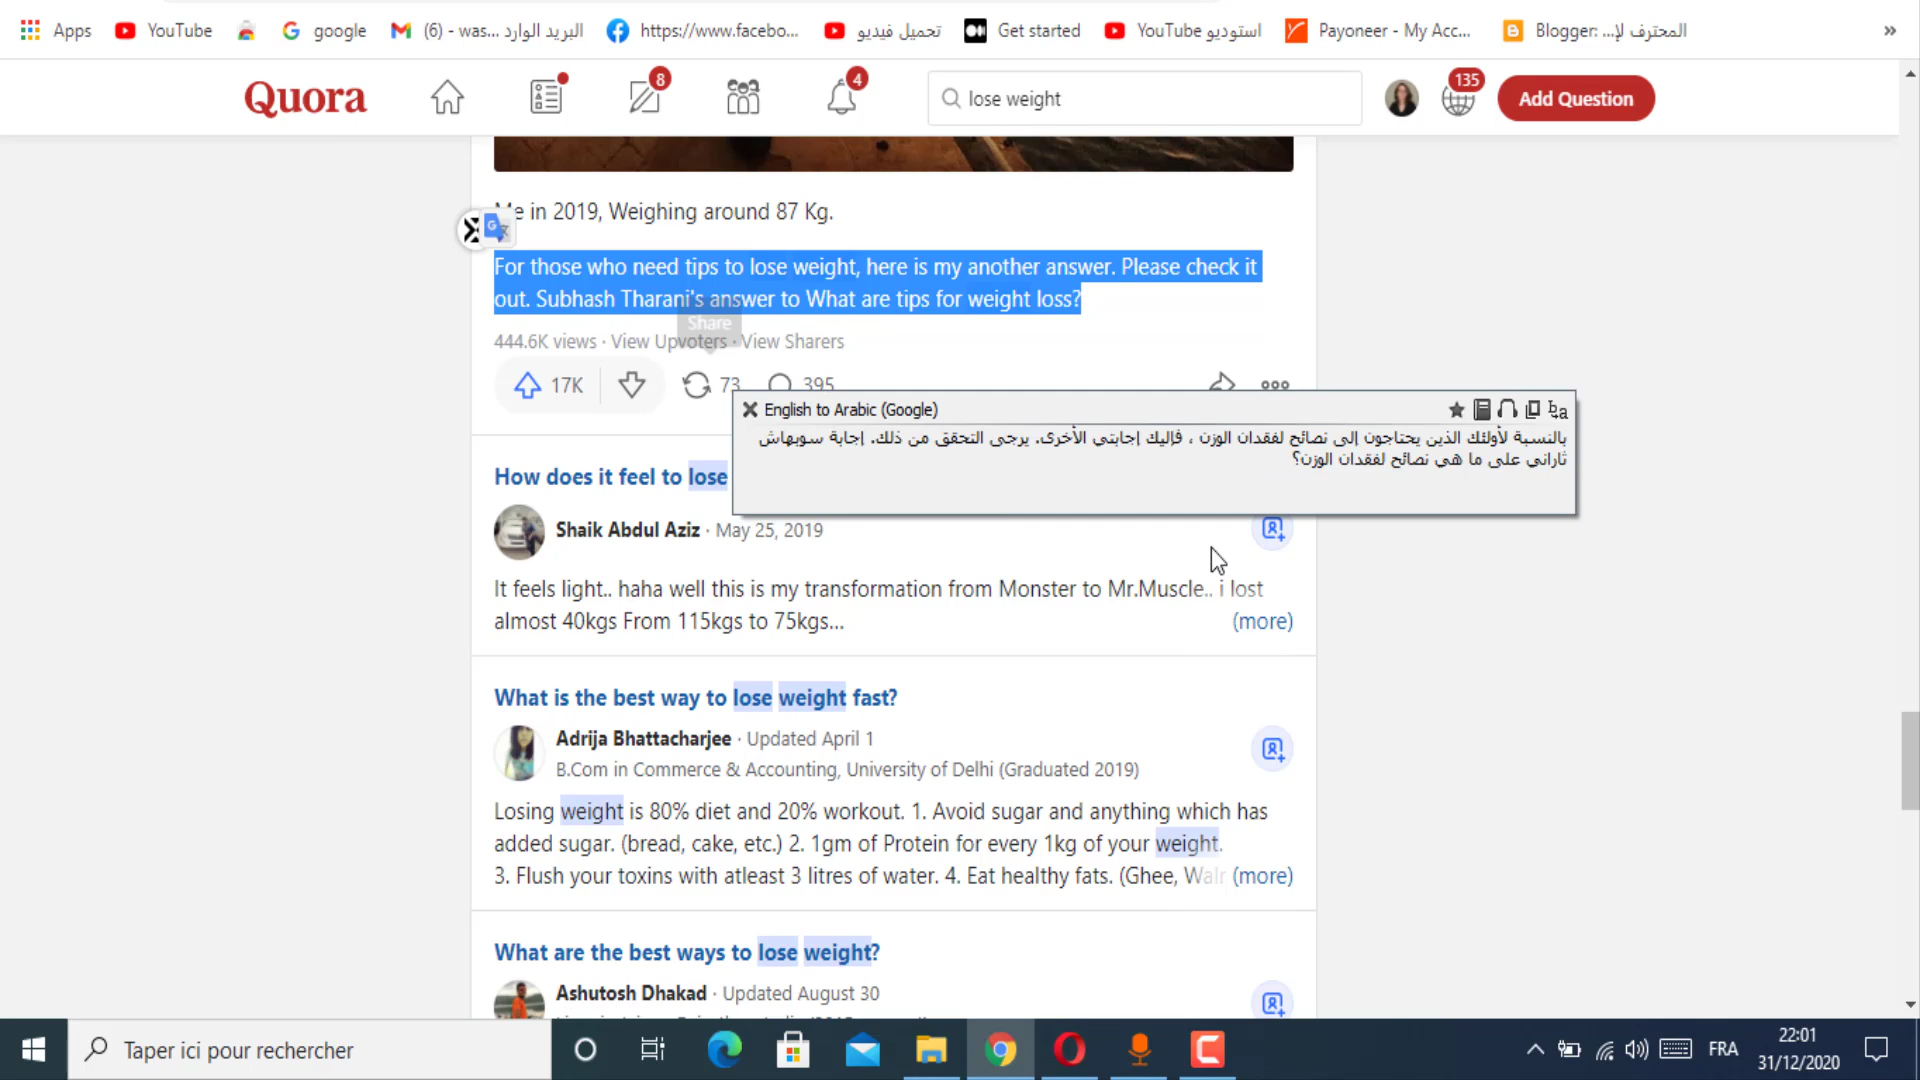 Apps
YouTube
google
(6) - was... البريد الوارد
https://www.facebo...
تحميل فيديو
Get started
استوديو YouTube
Payoneer - My Acc...
Blogger: ...المحترف لإ
»
Quora
8
4
lose weight
135
Add Question
Me in 2019, Weighing around 87 Kg.
For those who need tips to lose weight, here is my another answer. Please check it
out. Subhash Tharani's answer to What are tips for weight loss?
Share
444.6K views · View Upvoters · View Sharers
17K
73
395
English to Arabic (Google)
بالنسبة لأولئك الذين يحتاجون إلى نصائح لفقدان الوزن ، فإليك إجابتي الأخرى. يرجى التحقق من ذلك. إجابة سوبهاش
ثاراني على ما هي نصائح لفقدان الوزن؟
How does it feel to lose
Shaik Abdul Aziz · May 25, 2019
It feels light.. haha well this is my transformation from Monster to Mr.Muscle.. i lost
almost 40kgs From 115kgs to 75kgs...
(more)
What is the best way to lose weight fast?
Adrija Bhattacharjee · Updated April 1
B.Com in Commerce & Accounting, University of Delhi (Graduated 2019)
Losing weight is 80% diet and 20% workout. 1. Avoid sugar and anything which has
added sugar. (bread, cake, etc.) 2. 1gm of Protein for every 1kg of your weight.
3. Flush your toxins with atleast 3 litres of water. 4. Eat healthy fats. (Ghee,
(more)
What are the best ways to lose weight?
Ashutosh Dhakad · Updated August 30
Taper ici pour rechercher
FRA
22:01
31/12/2020